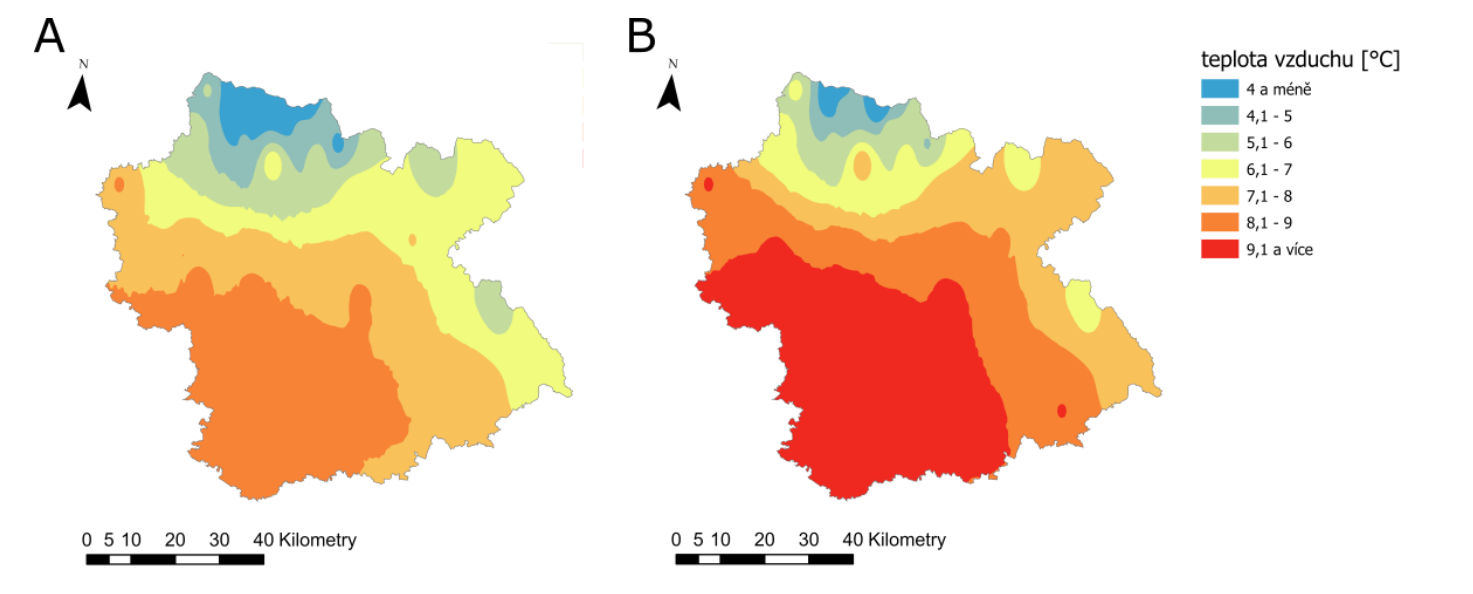 A
B
N
N
teplota vzduchu [°C]
4 a méně
4,1 - 5
5,1 - 6
6,1 - 7
7,1 - 8
8,1 - 9
9,1 a více
0 5 10 20 30 40 Kilometry
0 5 10 20 30 40 Kilometry